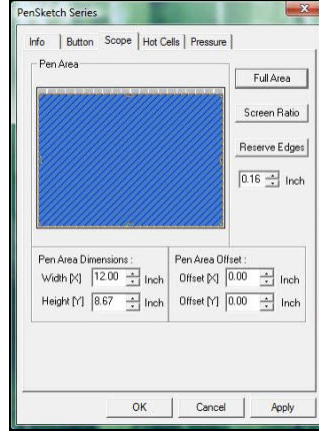 PenSketch Series
Info Button Scope Hot Cells Pressure
Pen Area
Full Area
Screen Ratio
Reserve Edges
0.16 Inch
Pen Area Dimensions :
Width [X] 12.00 Inch
Height [Y] 8.67 Inch
Pen Area Offset :
Offset [X] 0.00 Inch
Offset [Y] 0.00 Inch
OK Cancel Apply